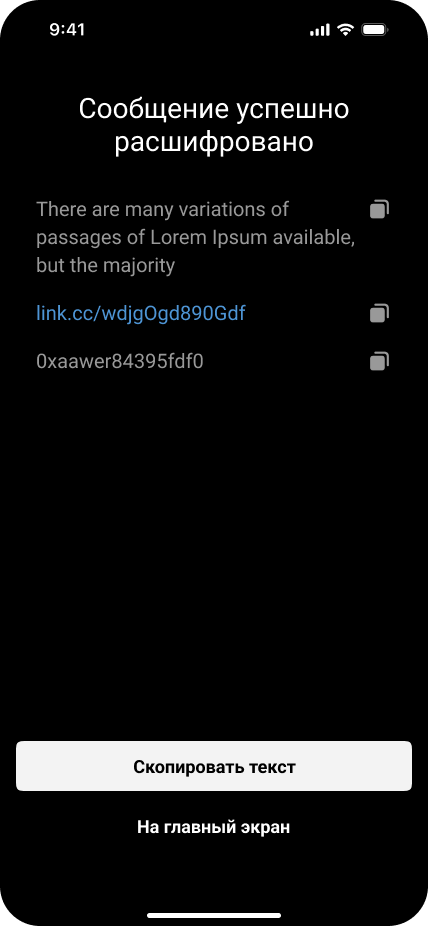 9:41
Сообщение успешно
расшифровано
There are many variations of
passages of Lorem Ipsum available,
but the majority
link.cc/wdjgOgd890Gdf
0xaawer84395fdf0
Скопировать текст
На главный экран